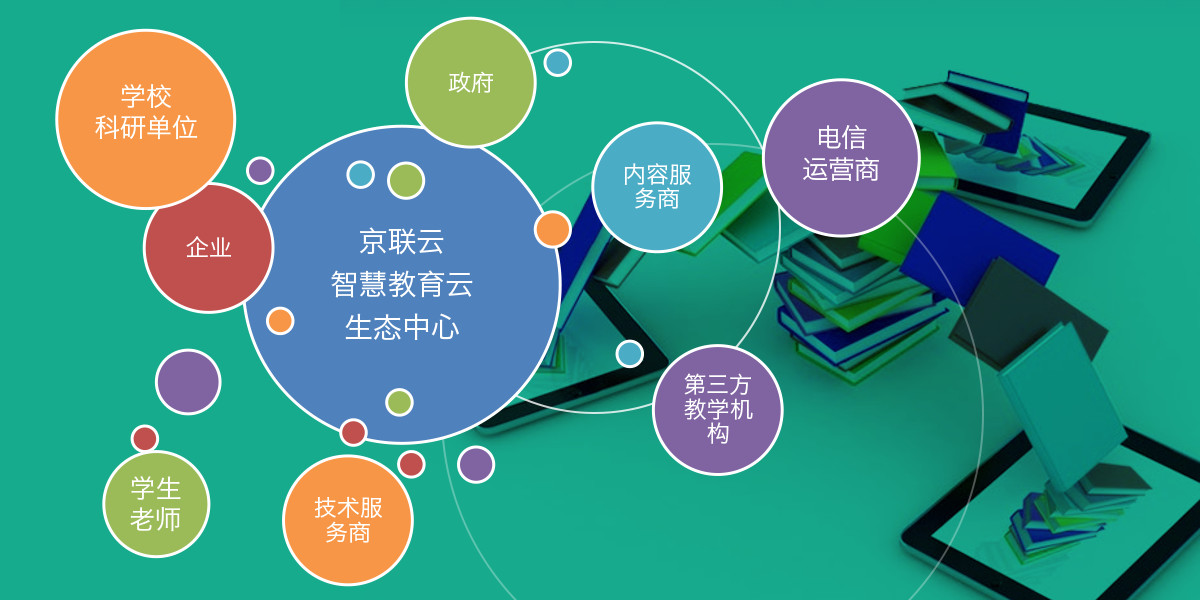 学校
科研单位
政府
电信
运营商
内容服
务商
企业
京联云
智慧教育云
生态中心
第三方
教学机
构
学生
老师
技术服
务商